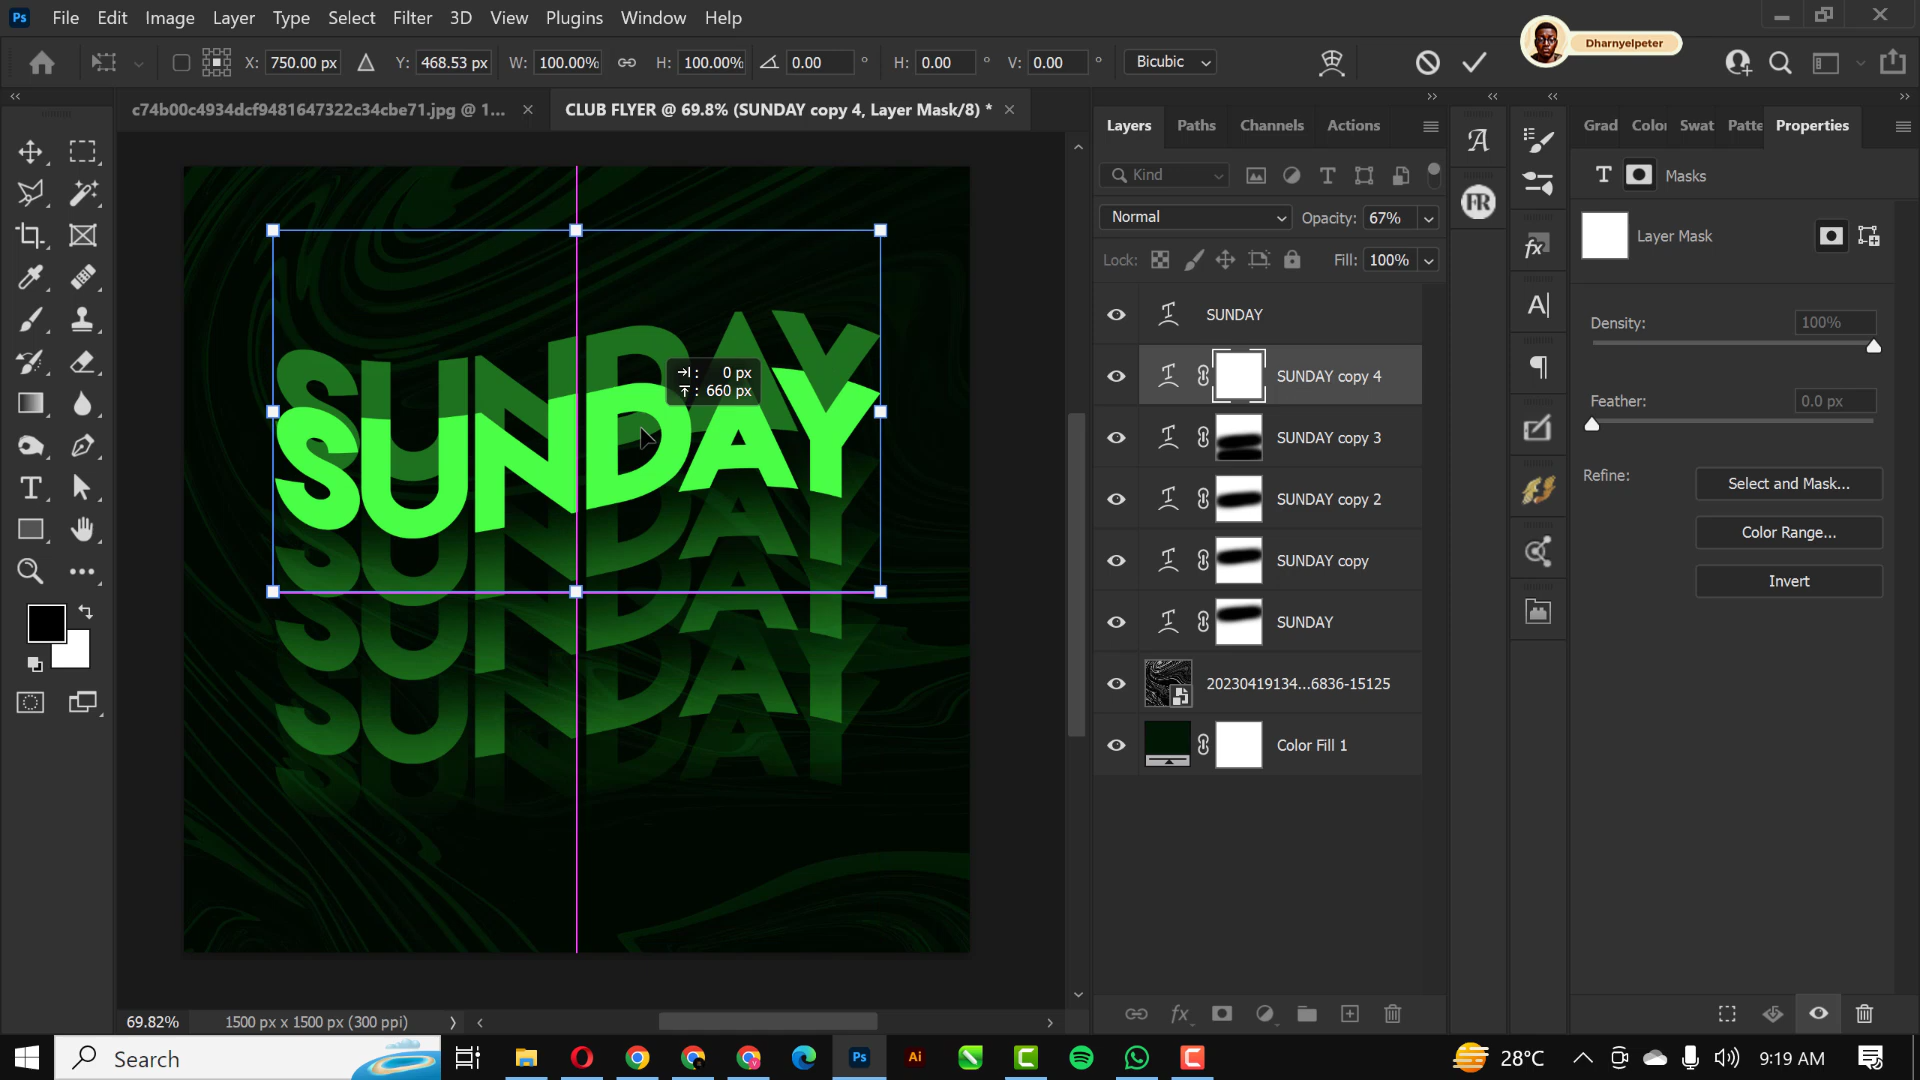 File Edit Image Layer Type Select Filter 3D View Plugins Window Help
Dharnyelpeter
X: 750.00 px Y: 468.53 px W: 100.00% H: 100.00% 0.00 ° H: 0.00 ° V: 0.00 ° Bicubic
c74b00c4934dcf9481647322c34cbe71.jpg @ 1... × CLUB FLYER @ 69.8% (SUNDAY copy 4, Layer Mask/8) * ×
Layers Paths Channels Actions
Grad Color Swat Patte Properties
Kind
Masks
Normal Opacity: 67%
Layer Mask
Lock: Fill: 100%
SUNDAY
SUNDAY copy 4
SUNDAY copy 3
SUNDAY copy 2
SUNDAY copy
SUNDAY
20230419134...6836-15125
Color Fill 1
Density: 100%
Feather: 0.0 px
Refine: Select and Mask...
Color Range...
Invert
SUNDAY
0 px
660 px
SUNDAY
SUNDAY
SUNDAY
SUNDAY
SUNDAY
69.82% 1500 px x 1500 px (300 ppi)
Search
Ps
Ai
28°C
9:19 AM